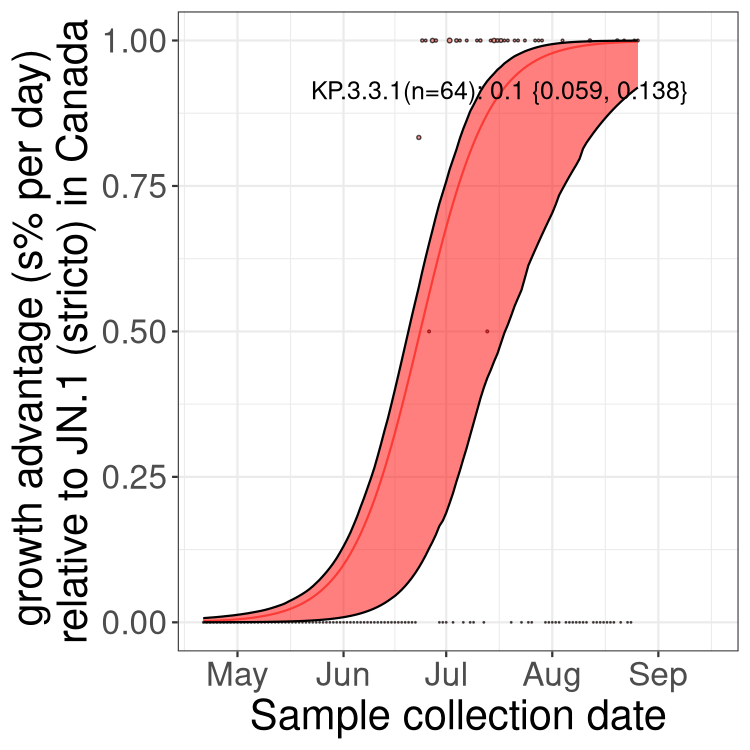 growth advantage (s% per day)
relative to JN.1 (stricto) in Canada
1.00
0.75
0.50
0.25
0.00
KP.3.3.1(n=64): 0.1 {0.059, 0.138}
May Jun Jul Aug Sep
Sample collection date